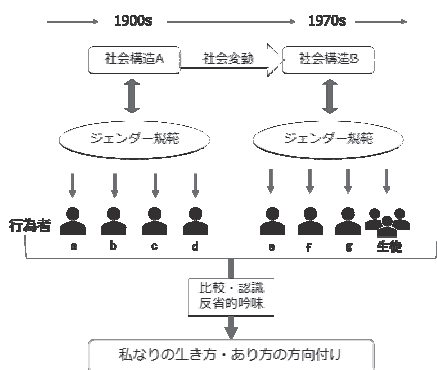 1900s 1970s
社会構造A 社会変動 社会構造B
ジェンダー規範 ジェンダー規範
行為者
a b c d e f g 生徒
比較・認識
反省的吟味
私なりの生き方・あり方の方向付け